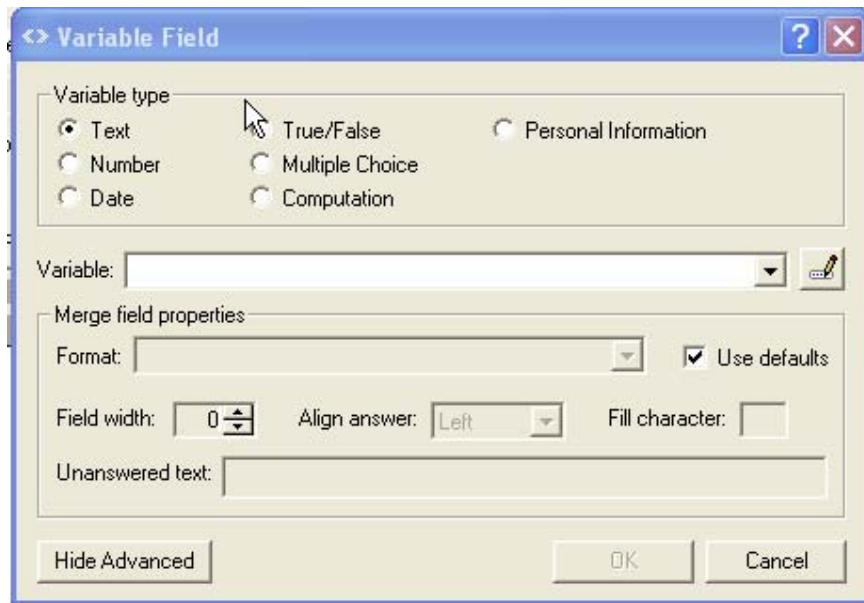 <> Variable Field
Variable type
Text True/False Personal Information
Number Multiple Choice
Date Computation
Variable:
Merge field properties
Format: Use defaults
Field width: 0 Align answer: Left Fill character:
Unanswered text:
Hide Advanced OK Cancel